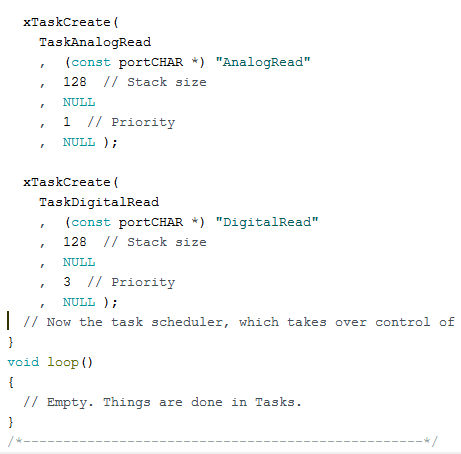 xTaskCreate(
TaskAnalogRead
, (const portCHAR *) "AnalogRead"
, 128 // Stack size
, NULL
, 1 // Priority
, NULL );
xTaskCreate(
TaskDigitalRead
, (const portCHAR *) "DigitalRead"
, 128 // Stack size
, NULL
, 3 // Priority
, NULL );
// Now the task scheduler, which takes over control of
}
void loop()
{
// Empty. Things are done in Tasks.
}
/*--------------------------------------------------*/